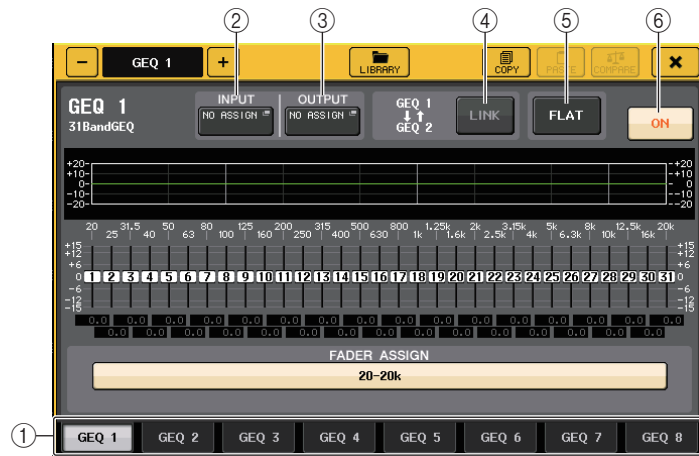 ② ③ ④ ⑤ ⑥
− GEQ 1 + LIBRARY COPY PASTE COMPARE ×
GEQ 1
31BandGEQ
INPUT
NO ASSIGN
OUTPUT
NO ASSIGN
GEQ 1
↓↑
GEQ 2
LINK
FLAT
ON
+20 +20
+10 +10
0 0
-10 -10
-20 -20
20 31.5 50 80 125 200 315 500 800 1.25k 2k 3.15k 5k 8k 12.5k 20k
25 40 63 100 160 250 400 630 1k 1.6k 2.5k 4k 6.3k 10k 16k
+15 +15
+12 +12
+6 +6
0 1 2 3 4 5 6 7 8 9 10 11 12 13 14 15 16 17 18 19 20 21 22 23 24 25 26 27 28 29 30 31 0
-6 -6
-12 -12
-15 -15
0.0 0.0 0.0 0.0 0.0 0.0 0.0 0.0 0.0 0.0 0.0 0.0 0.0 0.0 0.0 0.0
0.0 0.0 0.0 0.0 0.0 0.0 0.0 0.0 0.0 0.0 0.0 0.0 0.0 0.0 0.0
FADER ASSIGN
20-20k
① GEQ 1 GEQ 2 GEQ 3 GEQ 4 GEQ 5 GEQ 6 GEQ 7 GEQ 8